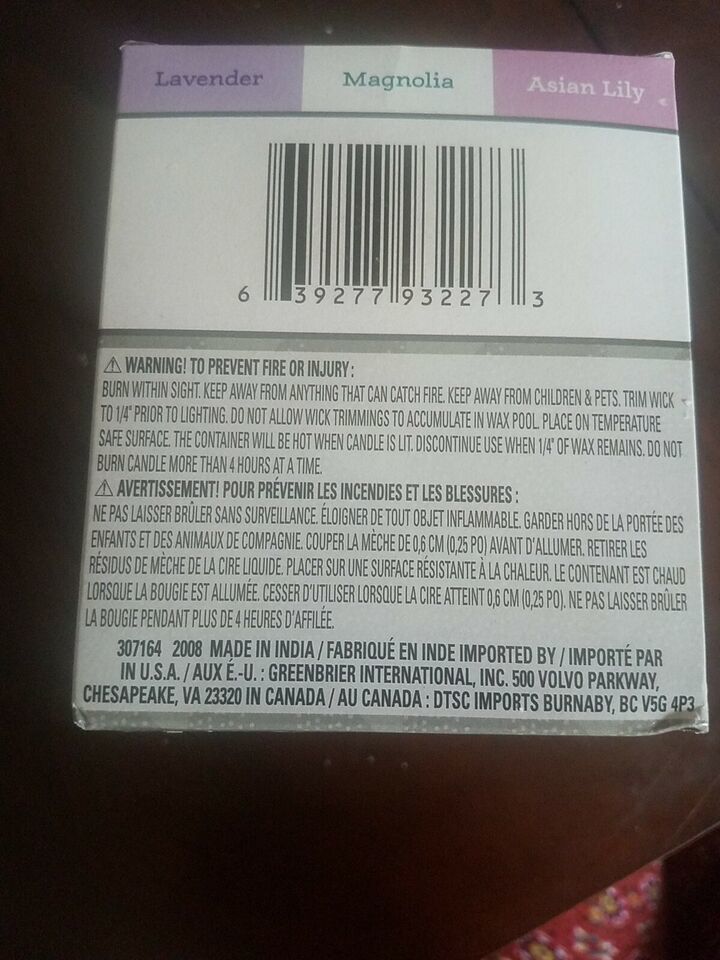 Lavender Magnolia Asian Lily
6 39277 93227 3
⚠ WARNING! TO PREVENT FIRE OR INJURY:
BURN WITHIN SIGHT. KEEP AWAY FROM ANYTHING THAT CAN CATCH FIRE. KEEP AWAY FROM CHILDREN & PETS. TRIM WICK
TO 1/4" PRIOR TO LIGHTING. DO NOT ALLOW WICK TRIMMINGS TO ACCUMULATE IN WAX POOL. PLACE ON TEMPERATURE
SAFE SURFACE. THE CONTAINER WILL BE HOT WHEN CANDLE IS LIT. DISCONTINUE USE WHEN 1/4" OF WAX REMAINS. DO NOT
BURN CANDLE MORE THAN 4 HOURS AT A TIME.
⚠ AVERTISSEMENT! POUR PRÉVENIR LES INCENDIES ET LES BLESSURES :
NE PAS LAISSER BRÛLER SANS SURVEILLANCE. ÉLOIGNER DE TOUT OBJET INFLAMMABLE. GARDER HORS DE LA PORTÉE DES
ENFANTS ET DES ANIMAUX DE COMPAGNIE. COUPER LA MÈCHE DE 0,6 CM (0,25 PO) AVANT D'ALLUMER. RETIRER LES
RÉSIDUS DE MÈCHE DE LA CIRE LIQUIDE. PLACER SUR UNE SURFACE RÉSISTANTE À LA CHALEUR. LE CONTENANT EST CHAUD
LORSQUE LA BOUGIE EST ALLUMÉE. CESSER D'UTILISER LORSQUE LA CIRE ATTEINT 0,6 CM (0,25 PO). NE PAS LAISSER BRÛLER
LA BOUGIE PENDANT PLUS DE 4 HEURES D'AFFILÉE.
307164 2008 MADE IN INDIA / FABRIQUÉ EN INDE IMPORTED BY / IMPORTÉ PAR
IN U.S.A. / AUX É.-U. : GREENBRIER INTERNATIONAL, INC. 500 VOLVO PARKWAY,
CHESAPEAKE, VA 23320 IN CANADA / AU CANADA : DTSC IMPORTS BURNABY, BC V5G 4P3